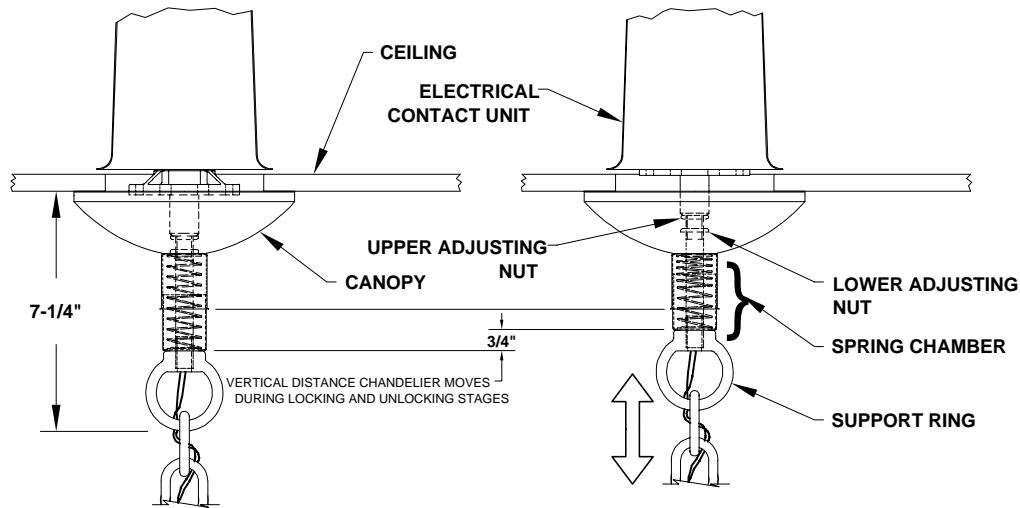 CEILING
ELECTRICAL
CONTACT UNIT
UPPER ADJUSTING
NUT
CANOPY
LOWER ADJUSTING
NUT
7-1/4"
3/4"
SPRING CHAMBER
VERTICAL DISTANCE CHANDELIER MOVES
DURING LOCKING AND UNLOCKING STAGES
SUPPORT RING